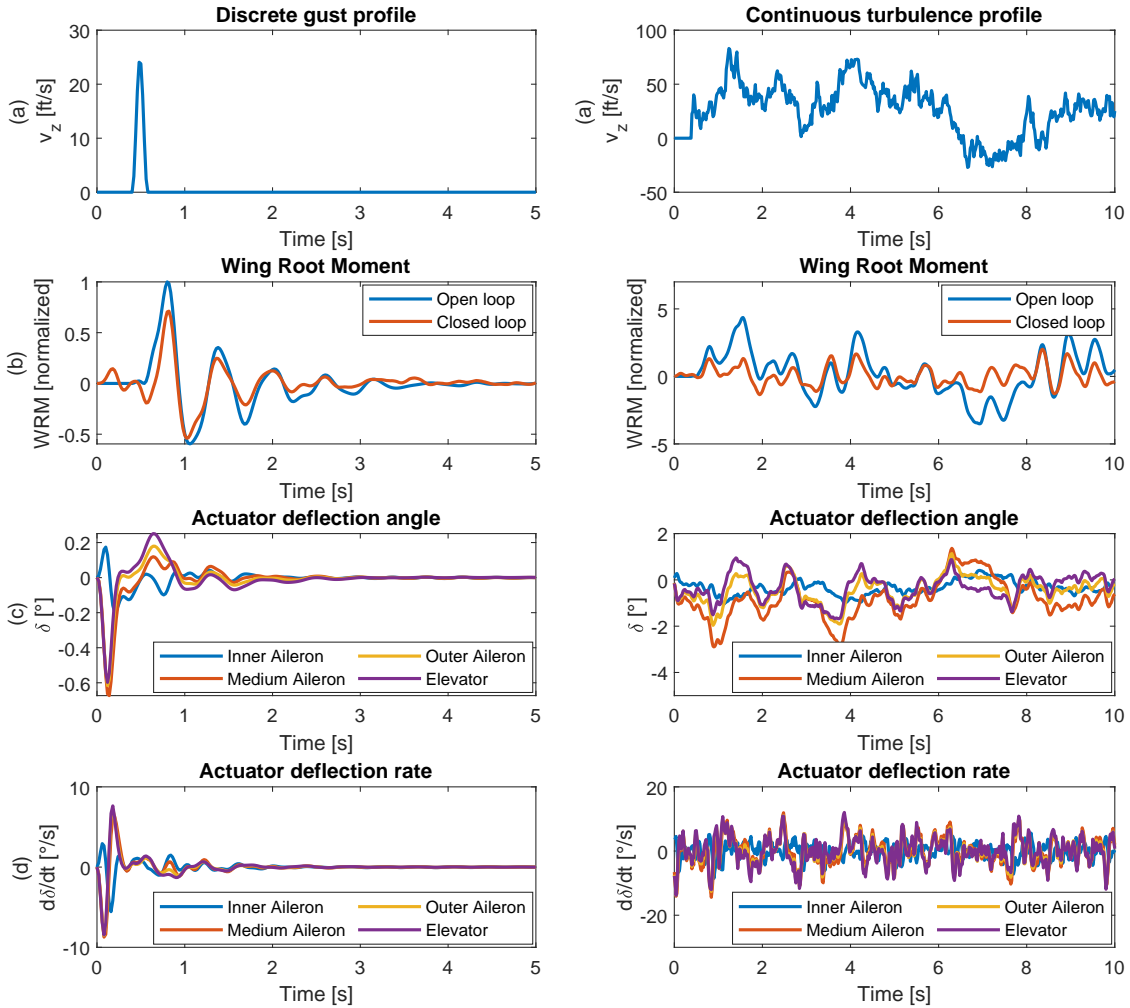 Discrete gust profile
(a)
v_z [ft/s]
30
20
10
0
0 1 2 3 4 5
Time [s]
Continuous turbulence profile
(a)
v_z [ft/s]
100
50
0
-50
0 2 4 6 8 10
Time [s]
Wing Root Moment
(b)
WRM [normalized]
1
0.5
0
-0.5
Open loop
Closed loop
0 1 2 3 4 5
Time [s]
Wing Root Moment
WRM [normalized]
5
0
-5
Open loop
Closed loop
0 2 4 6 8 10
Time [s]
Actuator deflection angle
(c)
δ [°]
0.2
0
-0.2
-0.4
-0.6
Inner Aileron Outer Aileron
Medium Aileron Elevator
0 1 2 3 4 5
Time [s]
Actuator deflection angle
δ [°]
2
0
-2
-4
Inner Aileron Outer Aileron
Medium Aileron Elevator
0 2 4 6 8 10
Time [s]
Actuator deflection rate
(d)
dδ/dt [°/s]
10
0
-10
Inner Aileron Outer Aileron
Medium Aileron Elevator
0 1 2 3 4 5
Time [s]
Actuator deflection rate
dδ/dt [°/s]
20
0
-20
Inner Aileron Outer Aileron
Medium Aileron Elevator
0 2 4 6 8 10
Time [s]